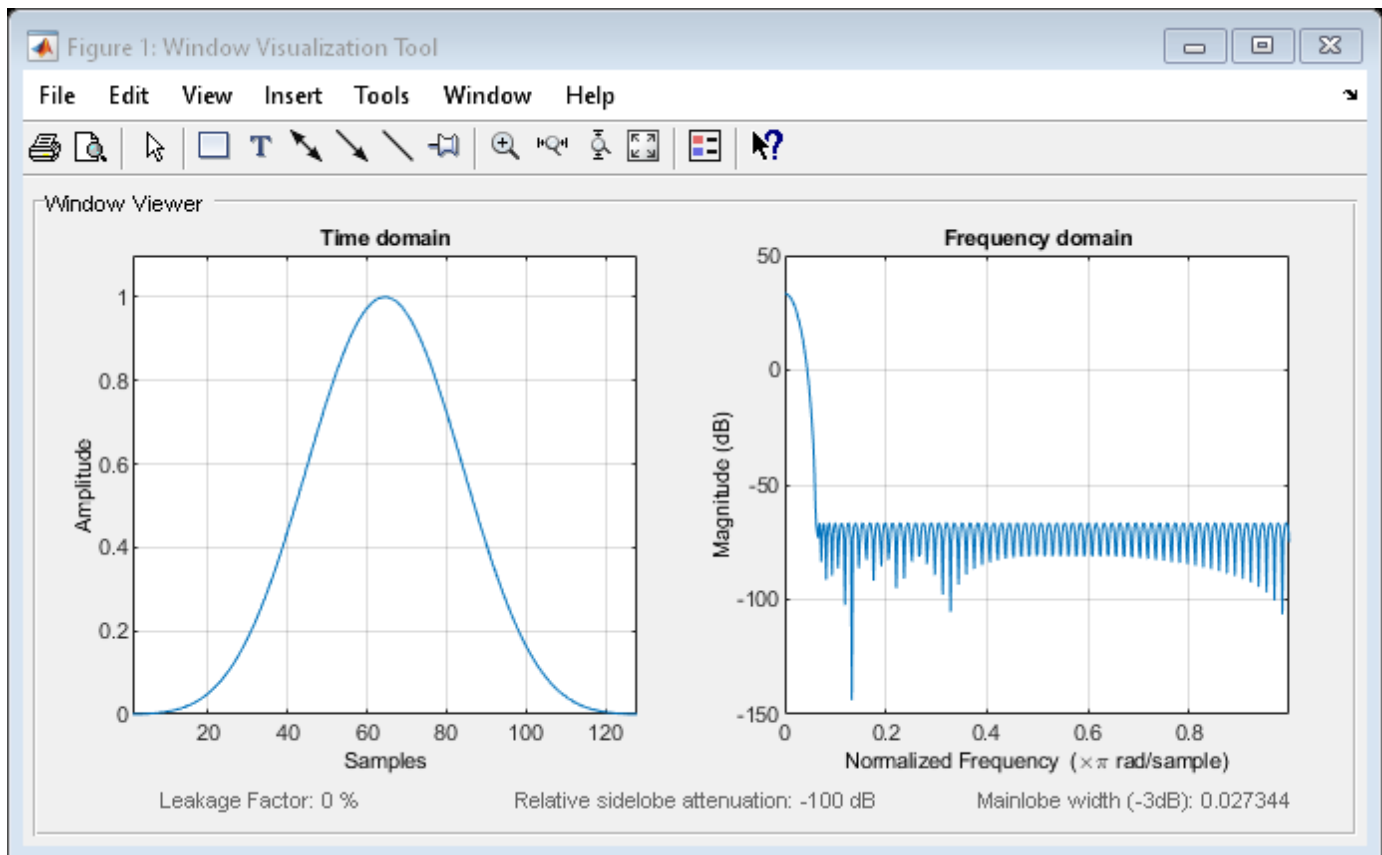 Figure 1: Window Visualization Tool
File Edit View Insert Tools Window Help
T
?
Window Viewer
Time domain
1
0.8
0.6
0.4
0.2
0
20 40 60 80 100 120
Amplitude
Samples
Frequency domain
50
0
-50
-100
-150
0 0.2 0.4 0.6 0.8
Magnitude (dB)
Normalized Frequency (×π rad/sample)
Leakage Factor: 0 %
Relative sidelobe attenuation: -100 dB
Mainlobe width (-3dB): 0.027344